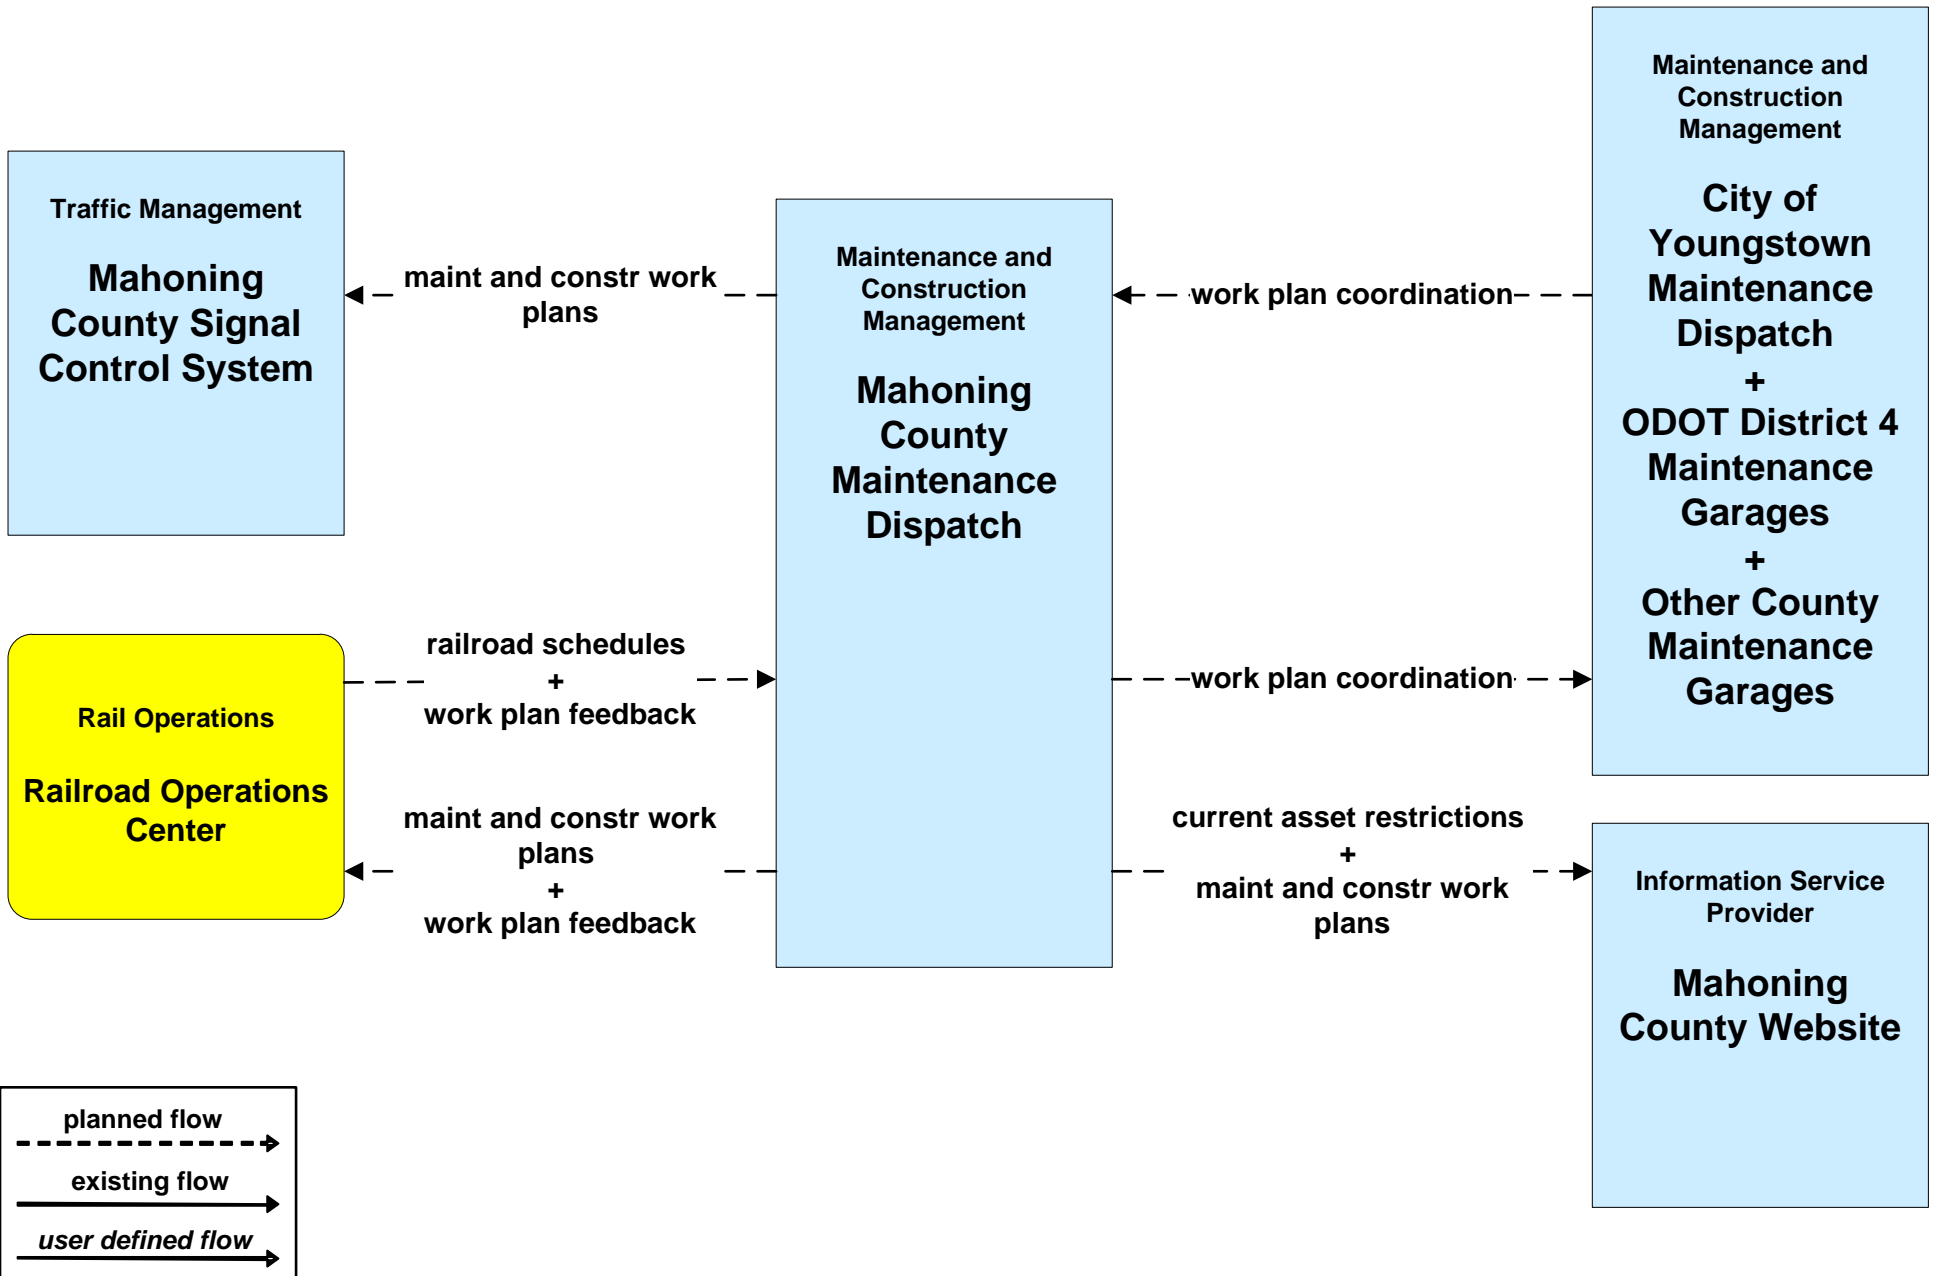 Traffic Management
Mahoning
County Signal
Control System
maint and constr work
plans
Maintenance and
Construction
Management
Mahoning
County
Maintenance
Dispatch
work plan coordination
Maintenance and
Construction
Management
City of
Youngstown
Maintenance
Dispatch
+
ODOT District 4
Maintenance
Garages
+
Other County
Maintenance
Garages
Rail Operations
Railroad Operations
Center
railroad schedules
+
work plan feedback
work plan coordination
maint and constr work
plans
+
work plan feedback
current asset restrictions
+
maint and constr work
plans
Information Service
Provider
Mahoning
County Website
planned flow
existing flow
user defined flow